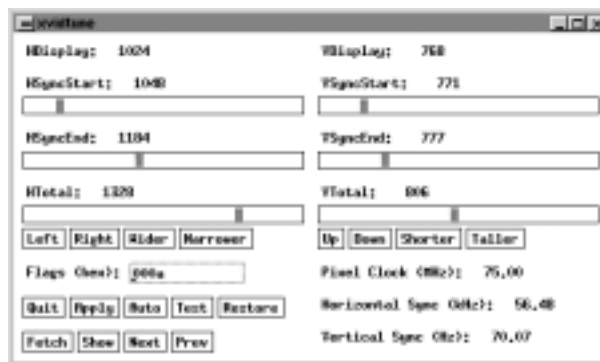 xvidtune
HDisplay: 1024
VDisplay: 768
HSyncStart: 1048
VSyncStart: 771
HSyncEnd: 1184
VSyncEnd: 777
HTotal: 1328
VTotal: 806
Left Right Wider Narrower
Up Down Shorter Taller
Flags (hex): 000a
Pixel Clock (MHz): 75.00
Quit Apply Auto Test Restore
Horizontal Sync (kHz): 56.48
Fetch Show Next Prev
Vertical Sync (Hz): 70.07